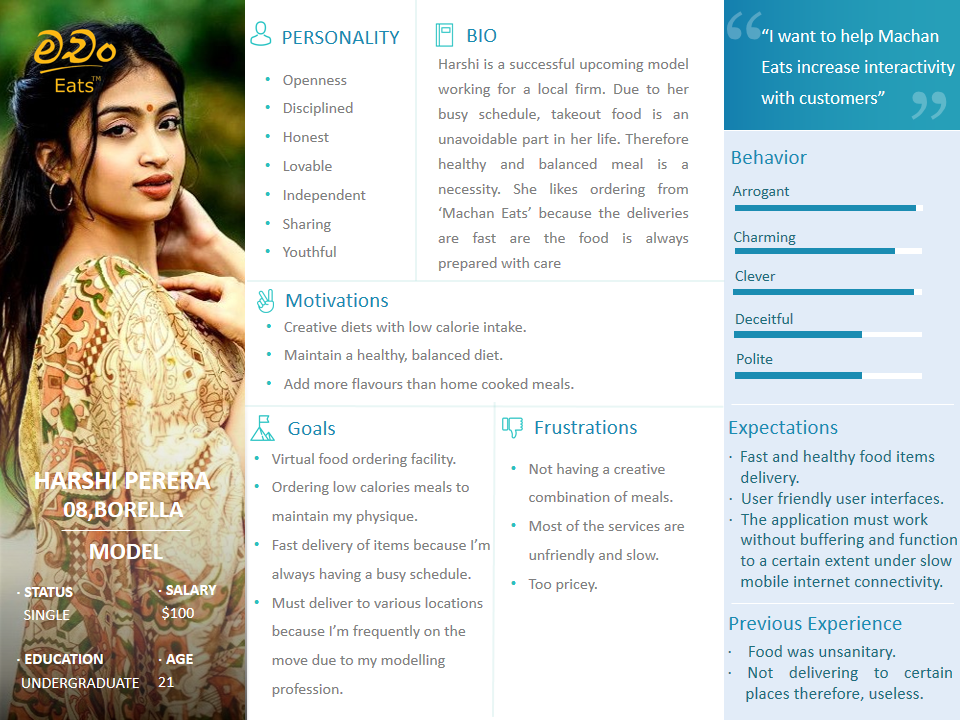 මචං
Eats™
HARSHI PERERA
08,BORELLA
MODEL
· STATUS
SINGLE
· SALARY
$100
· EDUCATION
UNDERGRADUATE
· AGE
21
PERSONALITY
• Openness
• Disciplined
• Honest
• Lovable
• Independent
• Sharing
• Youthful
BIO
Harshi is a successful upcoming model
working for a local firm. Due to her
busy schedule, takeout food is an
unavoidable part in her life. Therefore
healthy and balanced meal is a
necessity. She likes ordering from
‘Machan Eats’ because the deliveries
are fast are the food is always
prepared with care
Motivations
• Creative diets with low calorie intake.
• Maintain a healthy, balanced diet.
• Add more flavours than home cooked meals.
Goals
• Virtual food ordering facility.
• Ordering low calories meals to
maintain my physique.
• Fast delivery of items because I’m
always having a busy schedule.
• Must deliver to various locations
because I’m frequently on the
move due to my modelling
profession.
Frustrations
• Not having a creative
combination of meals.
• Most of the services are
unfriendly and slow.
• Too pricey.
“I want to help Machan
Eats increase interactivity
with customers”
Behavior
Arrogant
Charming
Clever
Deceitful
Polite
Expectations
· Fast and healthy food items
delivery.
· User friendly user interfaces.
· The application must work
without buffering and function
to a certain extent under slow
mobile internet connectivity.
Previous Experience
· Food was unsanitary.
· Not delivering to certain
places therefore, useless.